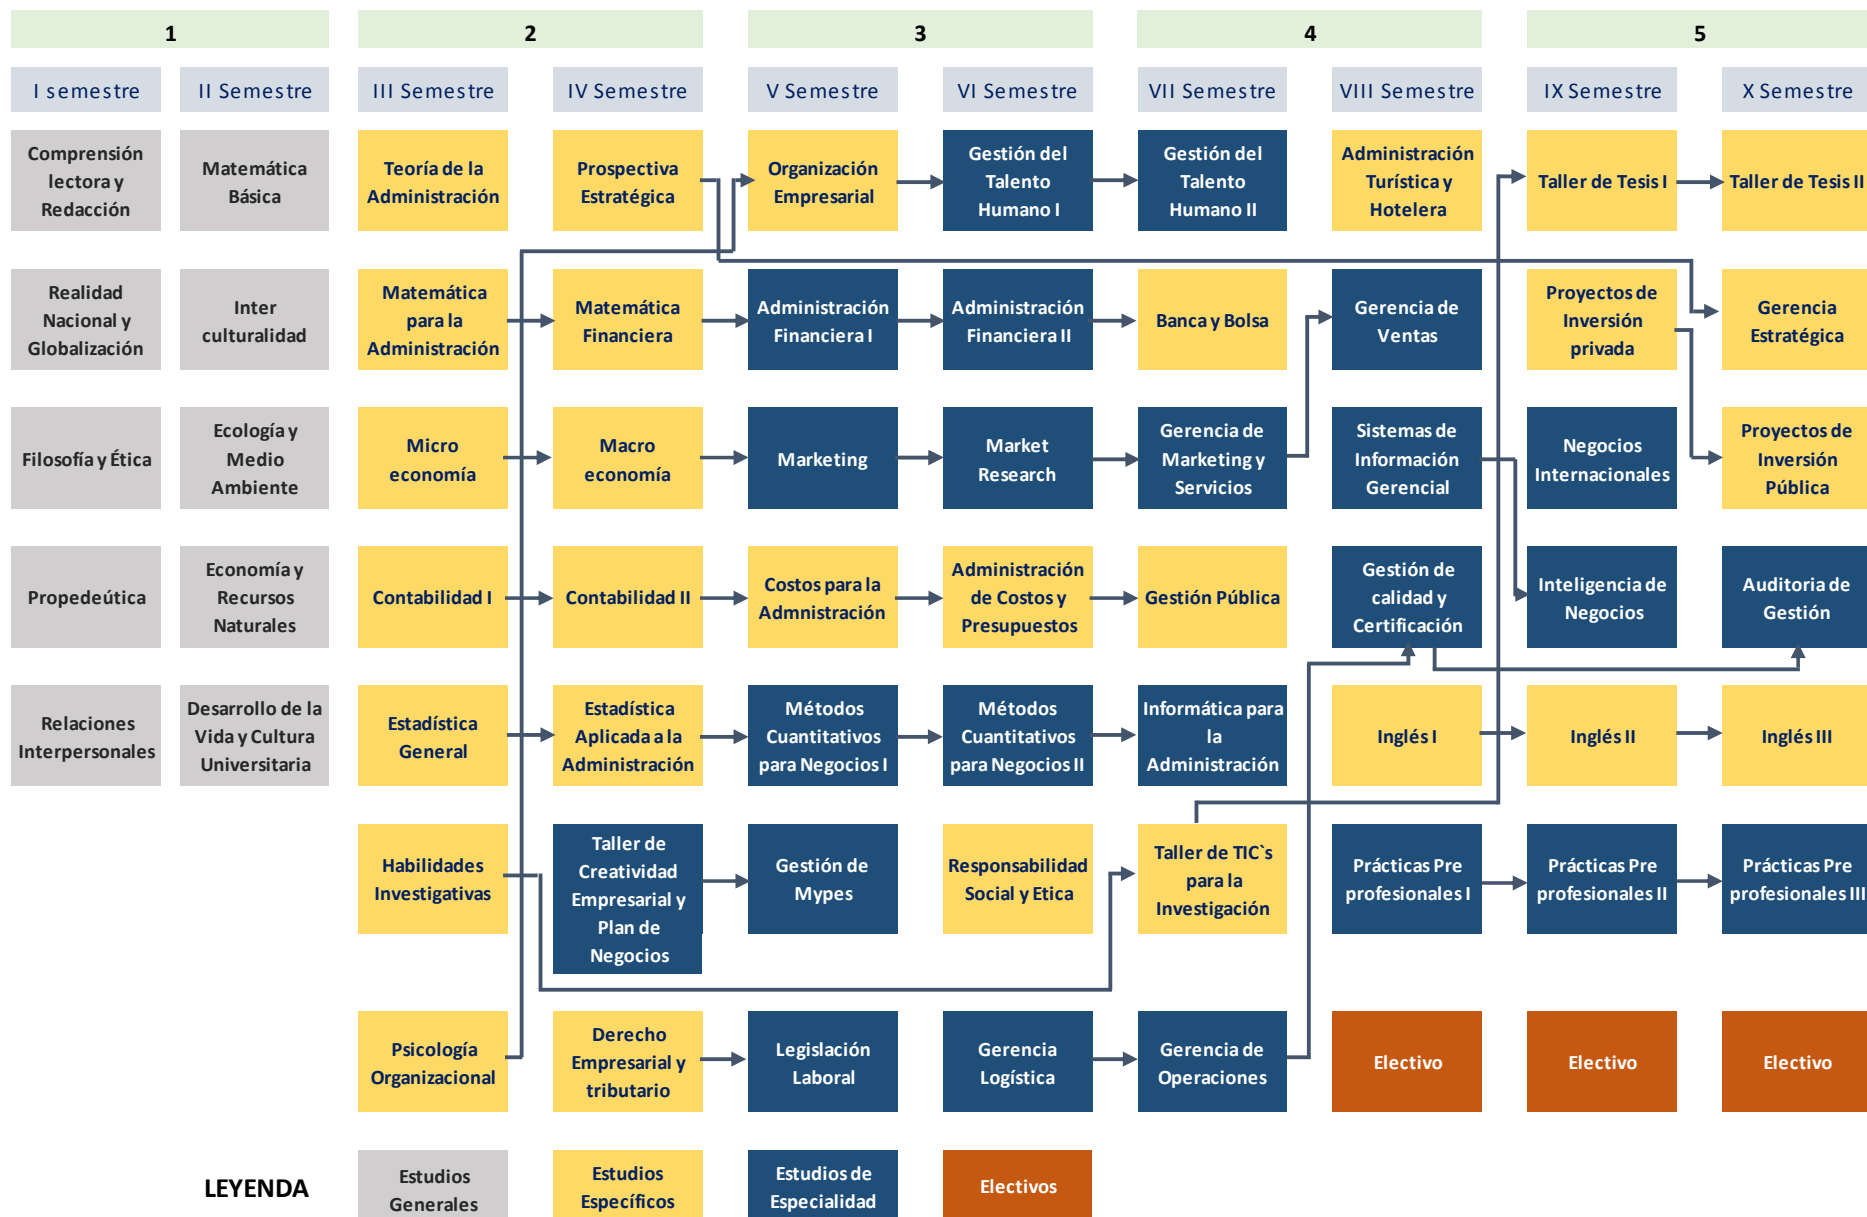 1
2
3
4
5
I semestre
II Semestre
III Semestre
IV Semestre
V Semestre
VI Semestre
VII Semestre
VIII Semestre
IX Semestre
X Semestre
Comprensión
lectora y
Redacción
Matemática
Básica
Teoría de la
Administración
Prospectiva
Estratégica
Organización
Empresarial
Gestión del
Talento
Humano I
Gestión del
Talento
Humano II
Administración
Turística y
Hotelera
Taller de Tesis I
Taller de Tesis II
Realidad
Nacional y
Globalización
Inter
culturalidad
Matemática
para la
Administración
Matemática
Financiera
Administración
Financiera I
Administración
Financiera II
Banca y Bolsa
Gerencia de
Ventas
Proyectos de
Inversión
privada
Gerencia
Estratégica
Filosofía y Ética
Ecología y
Medio
Ambiente
Micro
economía
Macro
economía
Marketing
Market
Research
Gerencia de
Marketing y
Servicios
Sistemas de
Información
Gerencial
Negocios
Internacionales
Proyectos de
Inversión
Pública
Propedeútica
Economía y
Recursos
Naturales
Contabilidad I
Contabilidad II
Costos para la
Admnistración
Administración
de Costos y
Presupuestos
Gestión Pública
Gestión de
calidad y
Certificación
Inteligencia de
Negocios
Auditoria de
Gestión
Relaciones
Interpersonales
Desarrollo de la
Vida y Cultura
Universitaria
Estadística
General
Estadística
Aplicada a la
Administración
Métodos
Cuantitativos
para Negocios I
Métodos
Cuantitativos
para Negocios II
Informática para
la
Administración
Inglés I
Inglés II
Inglés III
Habilidades
Investigativas
Taller de
Creatividad
Empresarial y
Plan de
Negocios
Gestión de
Mypes
Responsabilidad
Social y Etica
Taller de TIC`s
para la
Investigación
Prácticas Pre
profesionales I
Prácticas Pre
profesionales II
Prácticas Pre
profesionales III
Psicología
Organizacional
Derecho
Empresarial y
tributario
Legislación
Laboral
Gerencia
Logística
Gerencia de
Operaciones
Electivo
Electivo
Electivo
LEYENDA
Estudios
Generales
Estudios
Específicos
Estudios de
Especialidad
Electivos